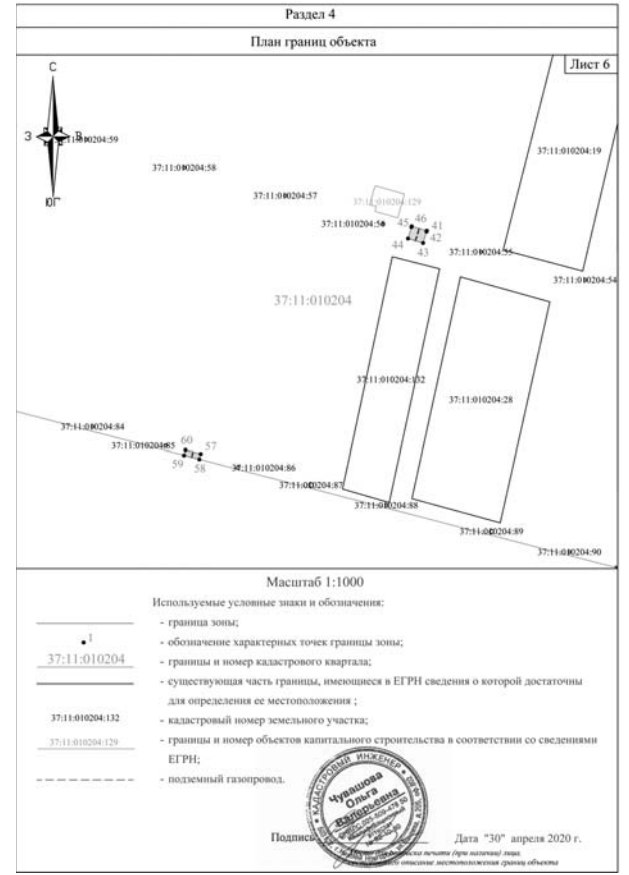 Раздел 4
План границ объекта
Лист 6
С
З
В
ЮГ
37:11:010204:59
37:11:010204:58
37:11:010204:57
37:11:010204:129
37:11:010204:19
37:11:010204:56
45
46
41
42
44
43
37:11:010204:55
37:11:010204:54
37:11:010204
37:11:010204:132
37:11:010204:28
37:11:010204:84
37:11:010204:85
60
57
59
58
37:11:010204:86
37:11:010204:87
37:11:010204:88
37:11:010204:89
37:11:010204:90
Масштаб 1:1000
Используемые условные знаки и обозначения:
- граница зоны;
1
- обозначение характерных точек границы зоны;
37:11:010204
- границы и номер кадастрового квартала;
- существующая часть границы, имеющиеся в ЕГРН сведения о которой достаточны
для определения ее местоположения ;
37:11:010204:132
- кадастровый номер земельного участка;
37:11:010204:129
- границы и номер объектов капитального строительства в соответствии со сведениями
ЕГРН;
- подземный газопровод.
КАДАСТРОВЫЙ ИНЖЕНЕР
Чувашова
Ольга
Валерьевна
Подпись
Дата "30" апреля 2020 г.
печати (при наличии) лица,
описание местоположения границ объекта